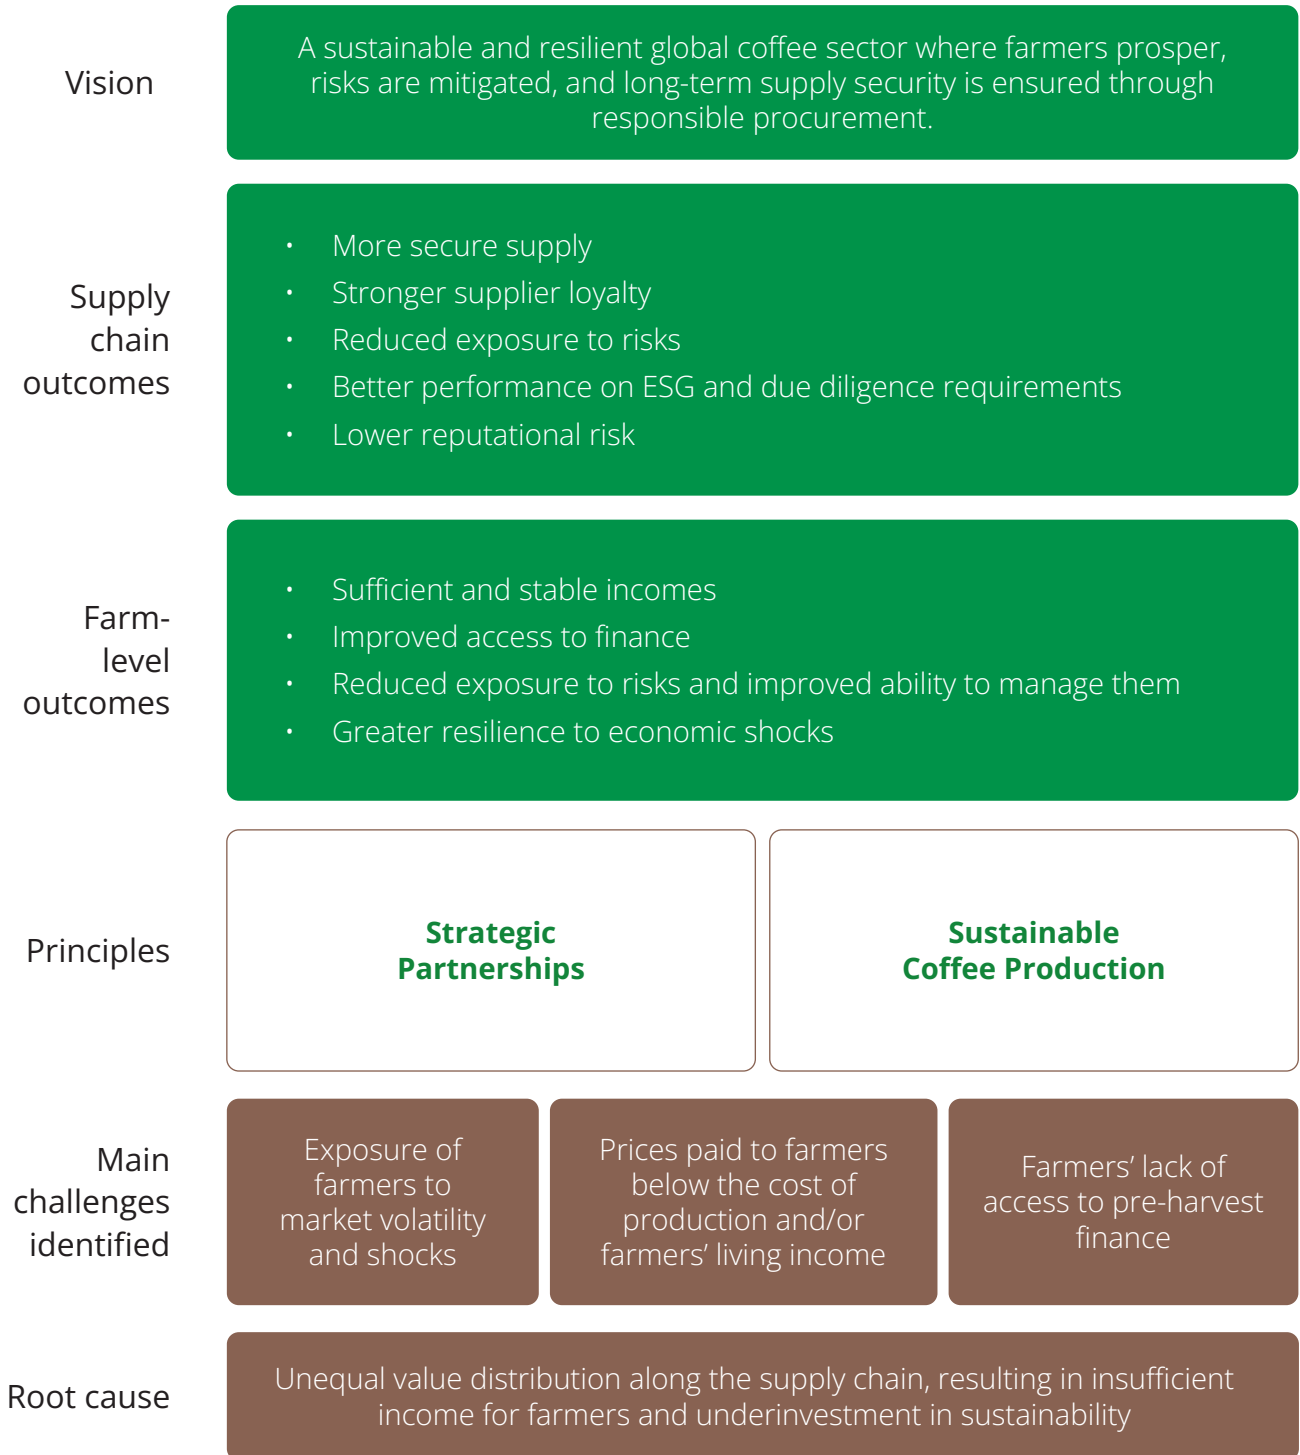 Vision
A sustainable and resilient global coffee sector where farmers prosper,
risks are mitigated, and long-term supply security is ensured through
responsible procurement.
Supply
chain
outcomes
• More secure supply
• Stronger supplier loyalty
• Reduced exposure to risks
• Better performance on ESG and due diligence requirements
• Lower reputational risk
Farm-
level
outcomes
• Sufficient and stable incomes
• Improved access to finance
• Reduced exposure to risks and improved ability to manage them
• Greater resilience to economic shocks
Principles
Strategic
Partnerships
Sustainable
Coffee Production
Main
challenges
identified
Exposure of
farmers to
market volatility
and shocks
Prices paid to farmers
below the cost of
production and/or
farmers’ living income
Farmers’ lack of
access to pre-harvest
finance
Root cause
Unequal value distribution along the supply chain, resulting in insufficient
income for farmers and underinvestment in sustainability